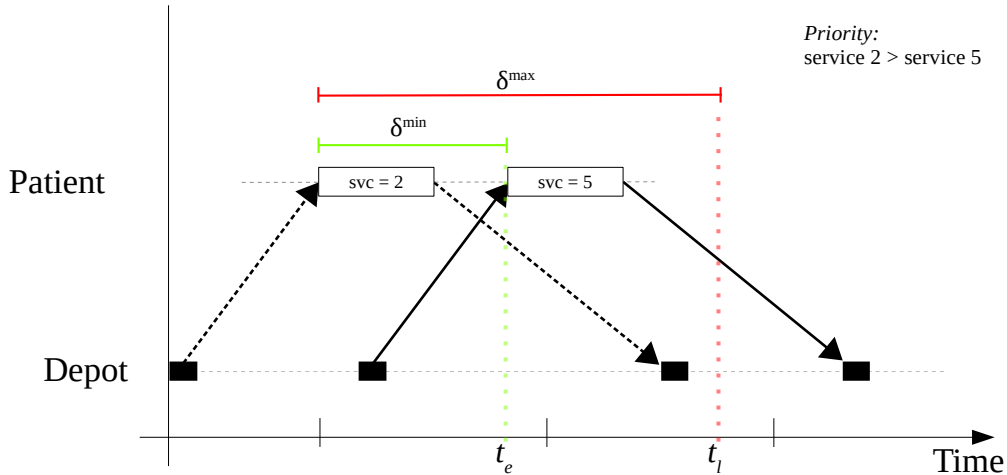 Priority:
service 2 > service 5
δmax
δmin
Patient
svc = 2
svc = 5
Depot
te
tl
Time